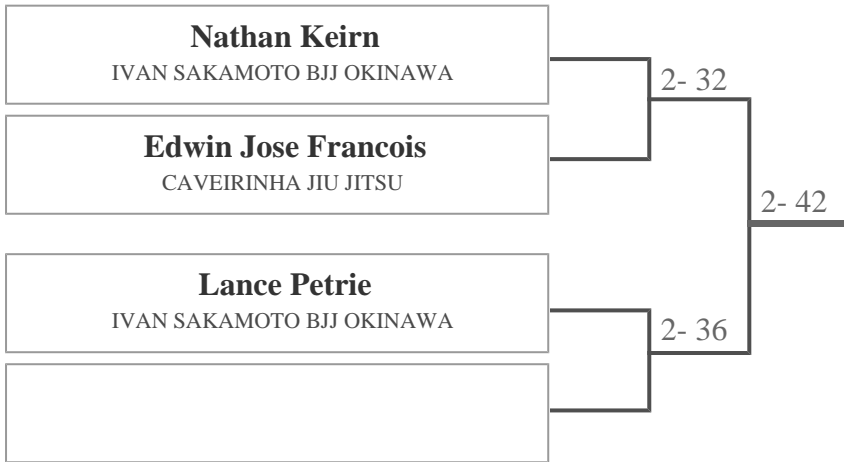 Nathan Keirn
IVAN SAKAMOTO BJJ OKINAWA
2- 32
Edwin Jose Francois
CAVEIRINHA JIU JITSU
2- 42
Lance Petrie
IVAN SAKAMOTO BJJ OKINAWA
2- 36